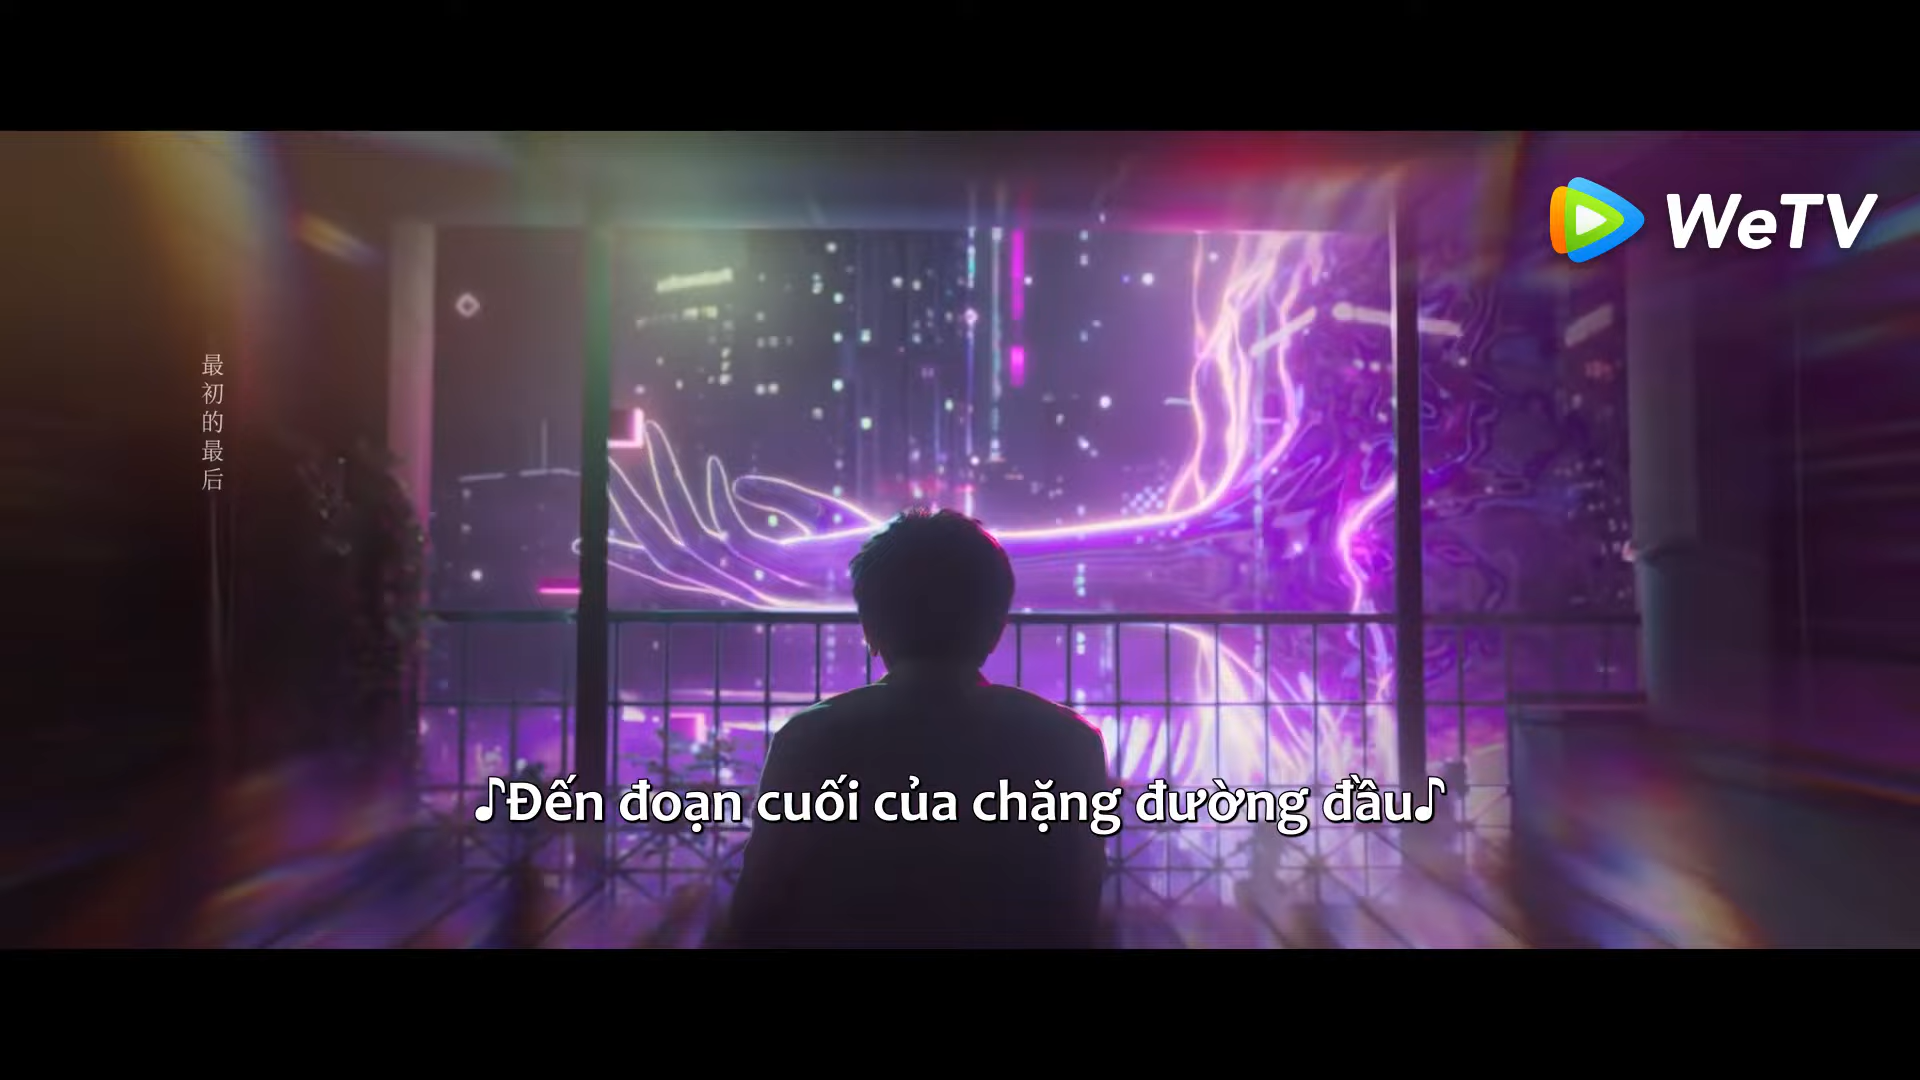 WeTV
最初的最后
♪Đến đoạn cuối của chặng đường đầu♪